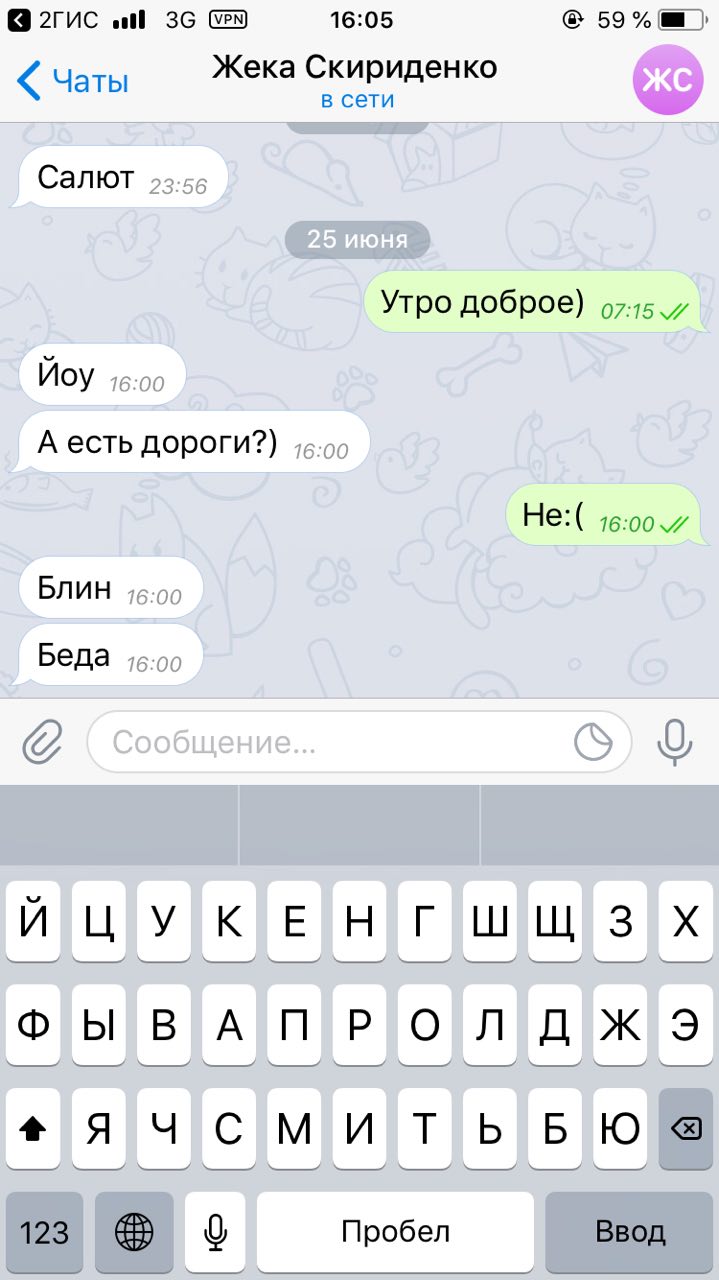 2ГИС 3G VPN 16:05 59 %
Чаты
Жека Скириденко
в сети
ЖС
Салют 23:56
25 июня
Утро доброе) 07:15
Йоу 16:00
А есть дороги?) 16:00
Не:( 16:00
Блин 16:00
Беда 16:00
Сообщение...
Й Ц У К Е Н Г Ш Щ З Х
Ф Ы В А П Р О Л Д Ж Э
Я Ч С М И Т Ь Б Ю
123 Пробел Ввод